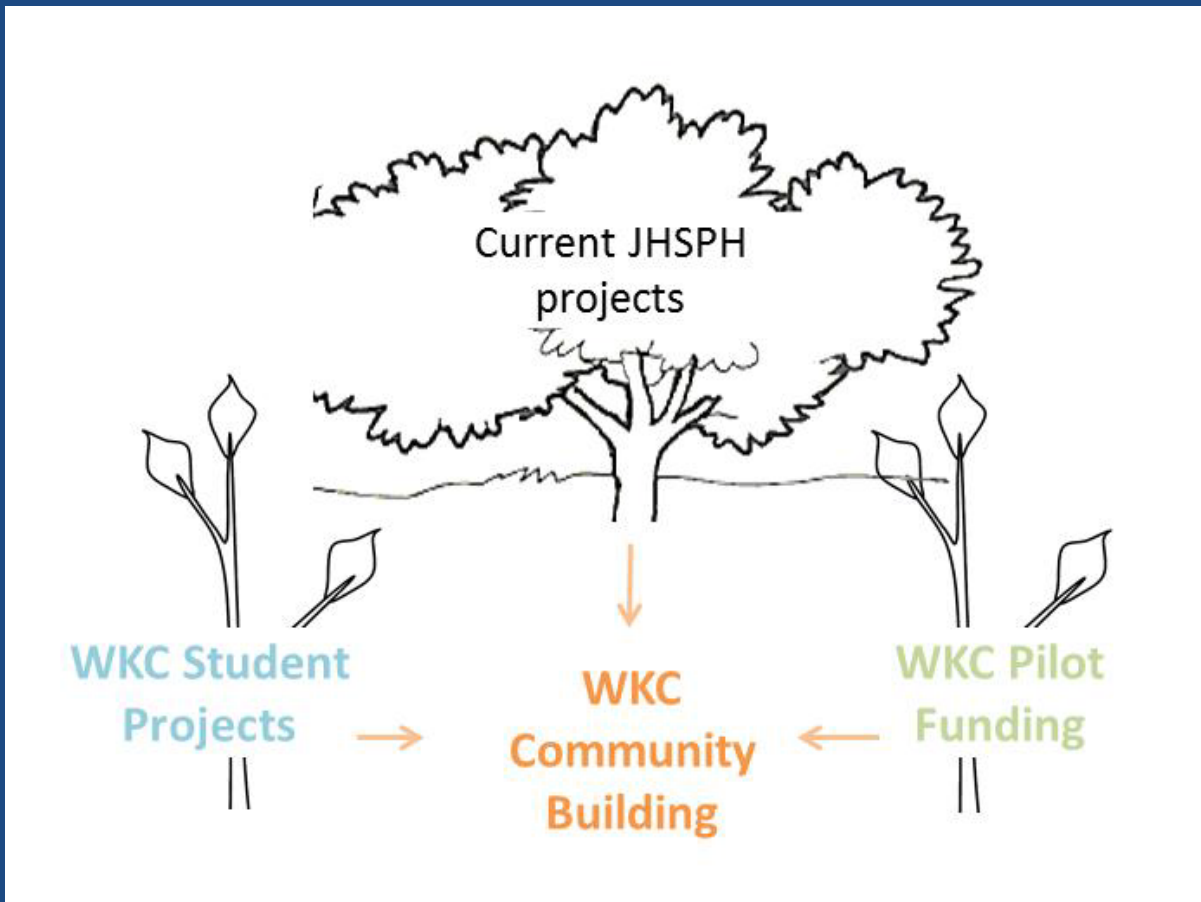 Current JHSPH
projects
WKC Student
Projects
WKC
Community
Building
WKC Pilot
Funding